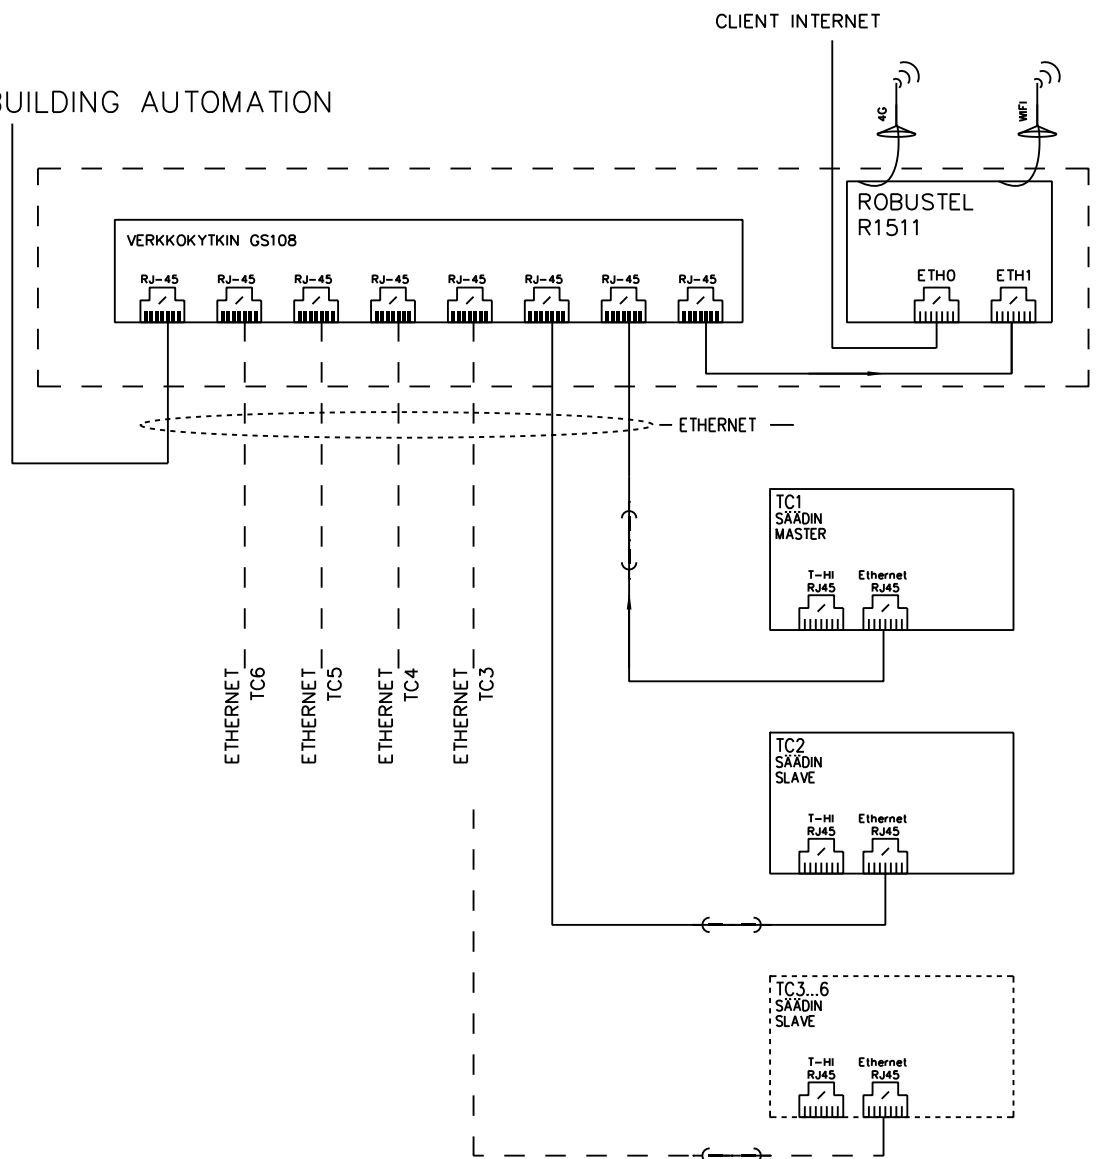 CLIENT INTERNET
BUILDING AUTOMATION
4G
WIFI
ROBUSTEL
R1511
VERKKOKYTKIN GS108
RJ-45 RJ-45 RJ-45 RJ-45 RJ-45 RJ-45 RJ-45 RJ-45
ETH0 ETH1
ETHERNET
TC1
SÄÄDIN
MASTER
T-HI Ethernet
RJ45 RJ45
ETHERNET
TC6
ETHERNET
TC5
ETHERNET
TC4
ETHERNET
TC3
TC2
SÄÄDIN
SLAVE
T-HI Ethernet
RJ45 RJ45
TC3...6
SÄÄDIN
SLAVE
T-HI Ethernet
RJ45 RJ45